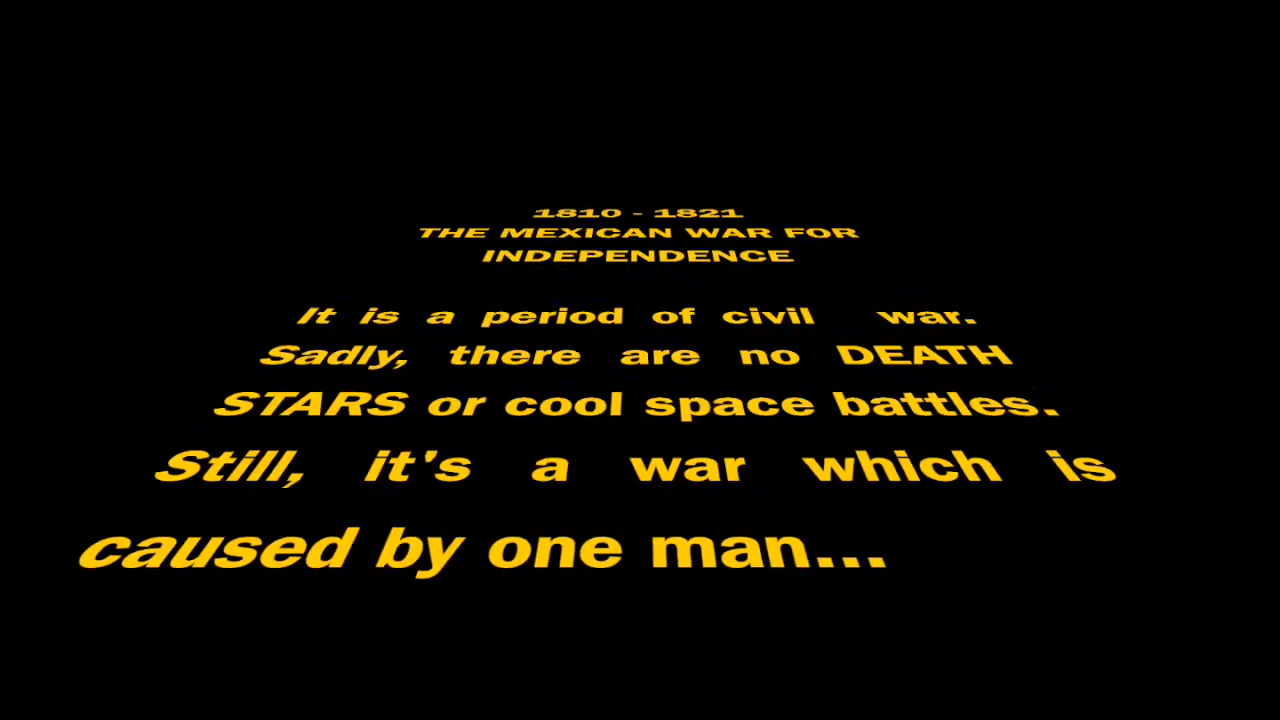 1810 - 1821
THE MEXICAN WAR FOR
INDEPENDENCE
It is a period of civil war.
Sadly, there are no DEATH
STARS or cool space battles.
Still, it's a war which is
caused by one man...